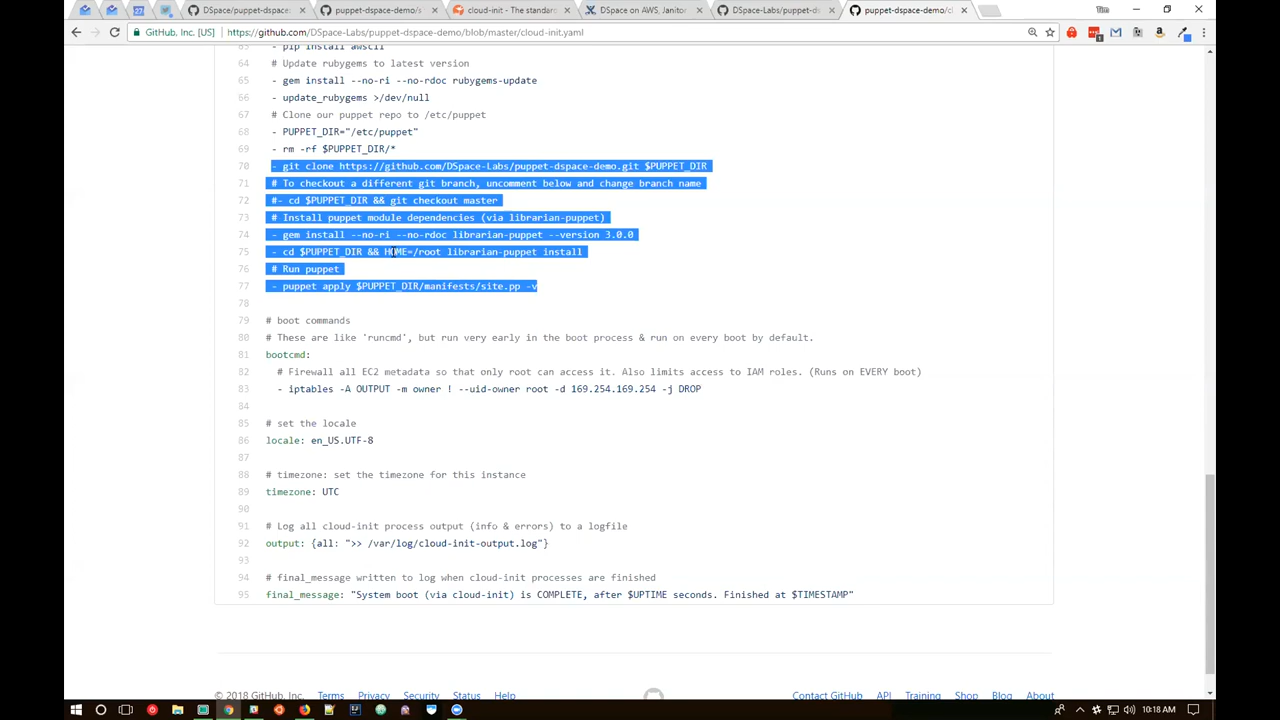 DSpace/puppet-dspace
puppet-dspace-demo/a
cloud-init - The standar
DSpace on AWS, Janitor
DSpace-Labs/puppet-ds
puppet-dspace-demo/cl
Tim
GitHub, Inc. [US]
https://github.com/DSpace-Labs/puppet-dspace-demo/blob/master/cloud-init.yaml
63 - pip install awscli
64 # Update rubygems to latest version
65 - gem install --no-ri --no-rdoc rubygems-update
66 - update_rubygems >/dev/null
67 # Clone our puppet repo to /etc/puppet
68 - PUPPET_DIR="/etc/puppet"
69 - rm -rf $PUPPET_DIR/*
70 - git clone https://github.com/DSpace-Labs/puppet-dspace-demo.git $PUPPET_DIR
71 # To checkout a different git branch, uncomment below and change branch name
72 #- cd $PUPPET_DIR && git checkout master
73 # Install puppet module dependencies (via librarian-puppet)
74 - gem install --no-ri --no-rdoc librarian-puppet --version 3.0.0
75 - cd $PUPPET_DIR && HOME=/root librarian-puppet install
76 # Run puppet
77 - puppet apply $PUPPET_DIR/manifests/site.pp -v
78
79 # boot commands
80 # These are like 'runcmd', but run very early in the boot process & run on every boot by default.
81 bootcmd:
82 # Firewall all EC2 metadata so that only root can access it. Also limits access to IAM roles. (Runs on EVERY boot)
83 - iptables -A OUTPUT -m owner ! --uid-owner root -d 169.254.169.254 -j DROP
84
85 # set the locale
86 locale: en_US.UTF-8
87
88 # timezone: set the timezone for this instance
89 timezone: UTC
90
91 # Log all cloud-init process output (info & errors) to a logfile
92 output: {all: ">> /var/log/cloud-init-output.log"}
93
94 # final_message written to log when cloud-init processes are finished
95 final_message: "System boot (via cloud-init) is COMPLETE, after $UPTIME seconds. Finished at $TIMESTAMP"
© 2018 GitHub, Inc. Terms Privacy Security Status Help Contact GitHub API Training Shop Blog About
10:18 AM